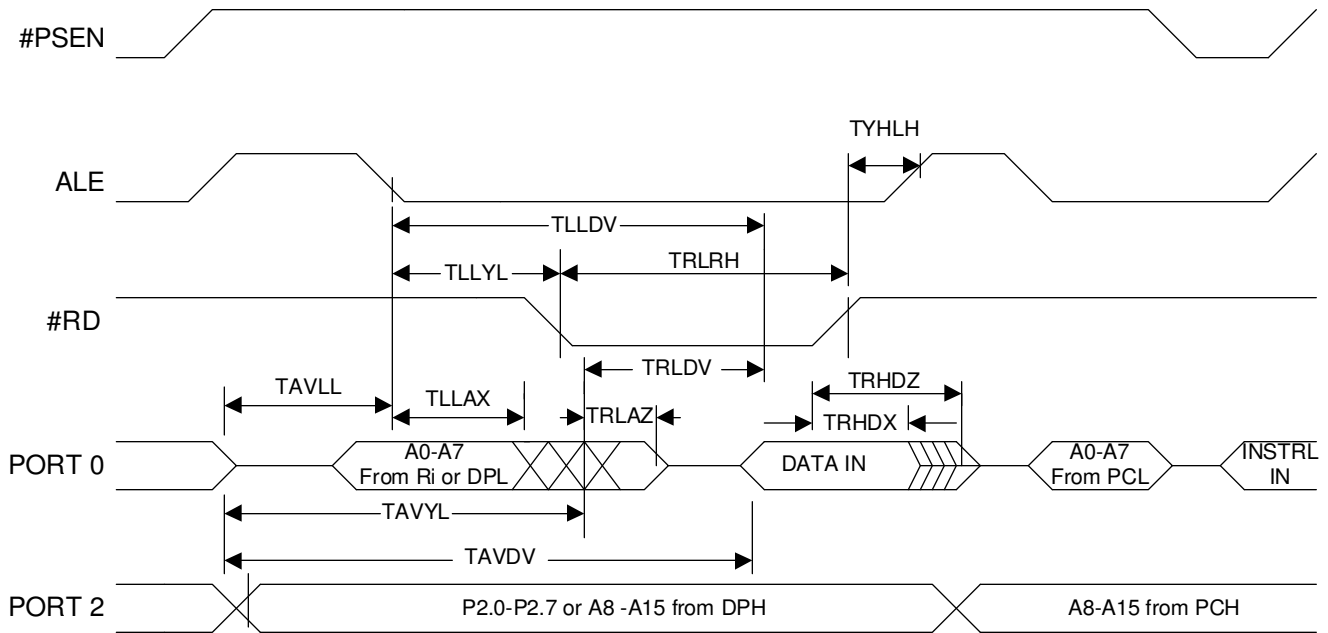 #PSEN
TYHLH
ALE
TLLDV
TLLYL
TRLRH
#RD
TRLDV
TAVLL
TLLAX
TRLAZ
TRHDZ
TRHDX
PORT 0
A0-A7
From Ri or DPL
DATA IN
A0-A7
From PCL
INSTRL
IN
TAVYL
TAVDV
PORT 2
P2.0-P2.7 or A8 -A15 from DPH
A8-A15 from PCH